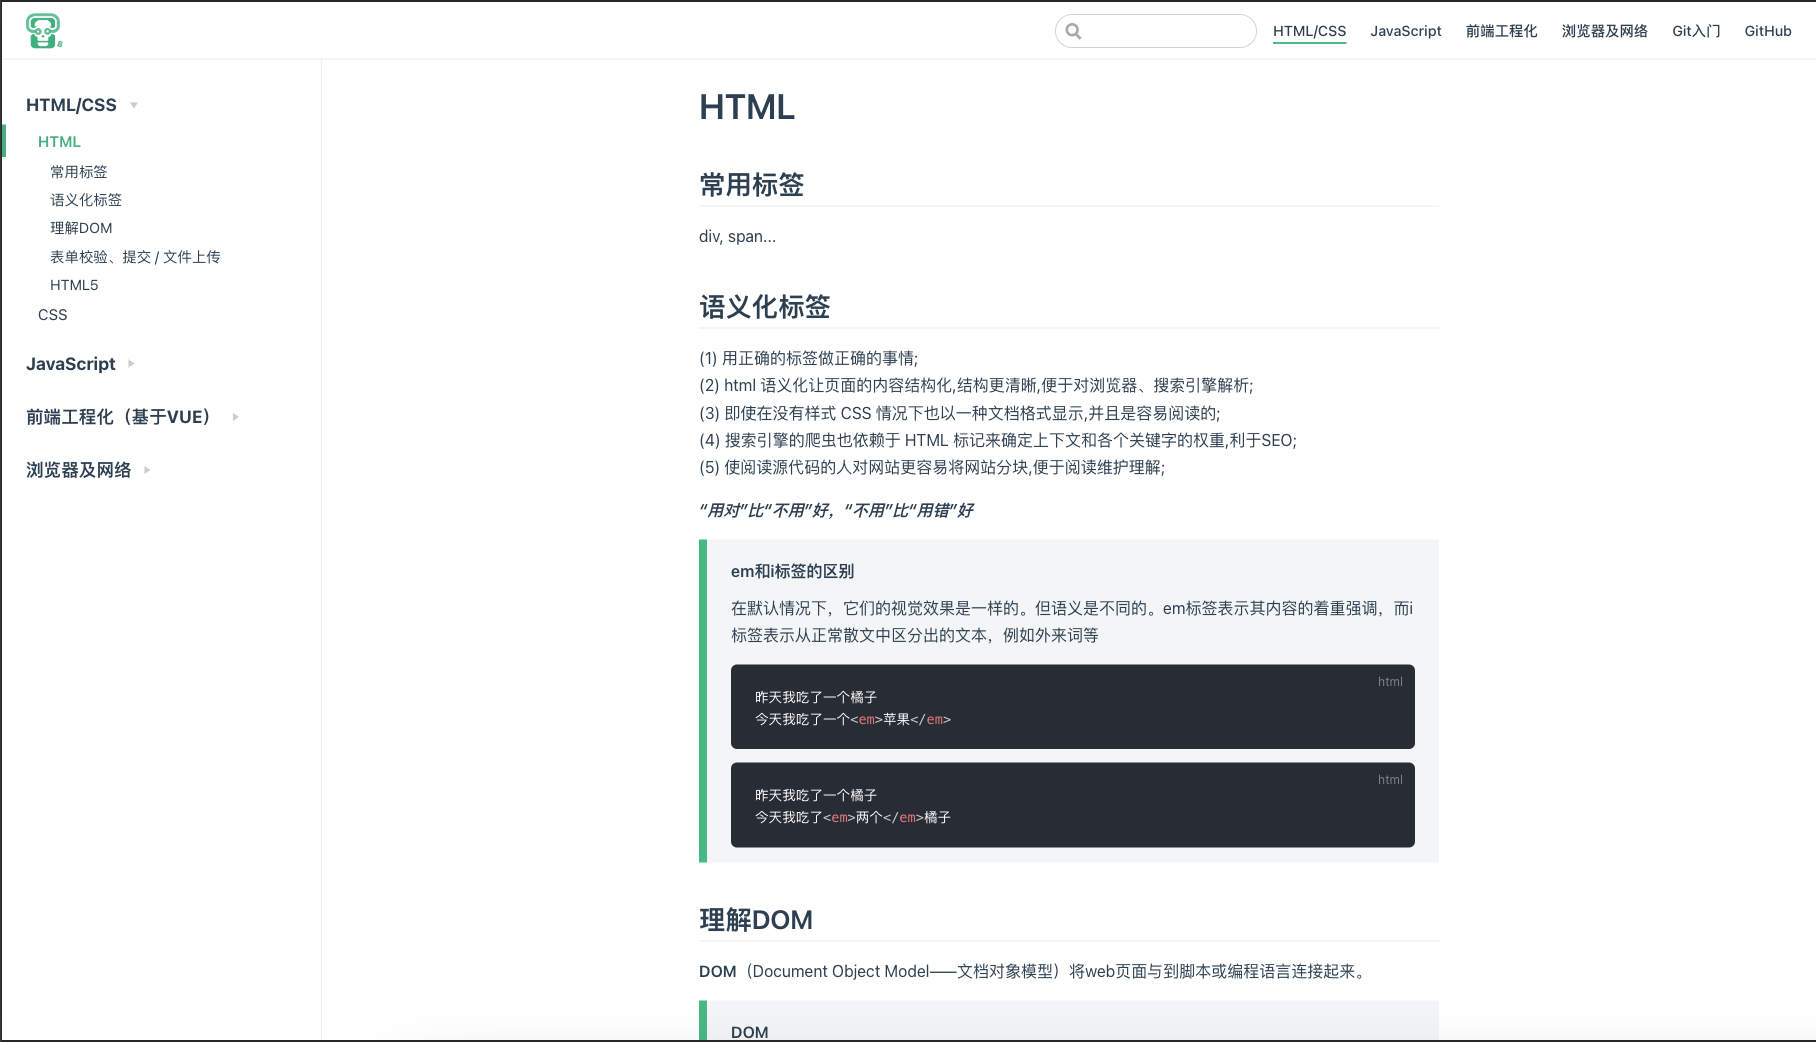 HTML/CSS
JavaScript
前端工程化
浏览器及网络
Git入门
GitHub
HTML/CSS
HTML
常用标签
语义化标签
理解DOM
表单校验、提交 / 文件上传
HTML5
CSS
JavaScript
前端工程化（基于VUE）
浏览器及网络
HTML
常用标签
div, span...
语义化标签
(1) 用正确的标签做正确的事情;
(2) html 语义化让页面的内容结构化,结构更清晰,便于对浏览器、搜索引擎解析;
(3) 即使在没有样式 CSS 情况下也以一种文档格式显示,并且是容易阅读的;
(4) 搜索引擎的爬虫也依赖于 HTML 标记来确定上下文和各个关键字的权重,利于SEO;
(5) 使阅读源代码的人对网站更容易将网站分块,便于阅读维护理解;
“用对”比“不用”好，“不用”比“用错”好
em和i标签的区别
在默认情况下，它们的视觉效果是一样的。但语义是不同的。em标签表示其内容的着重强调，而i
标签表示从正常散文中区分出的文本，例如外来词等
html
昨天我吃了一个橘子
今天我吃了一个<em>苹果</em>
html
昨天我吃了一个橘子
今天我吃了<em>两个</em>橘子
理解DOM
DOM（Document Object Model——文档对象模型）将web页面与到脚本或编程语言连接起来。
DOM